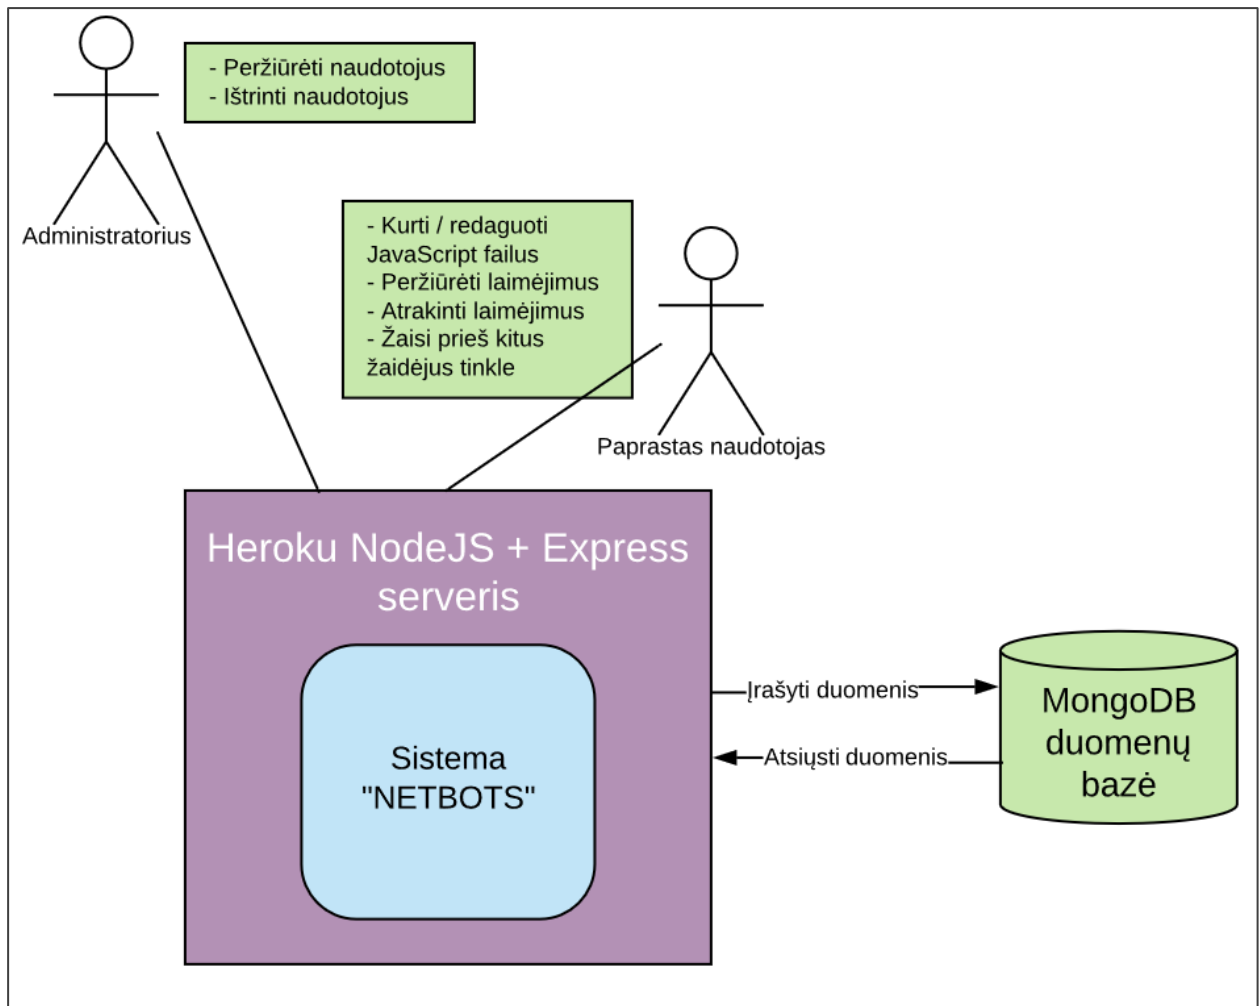 - Peržiūrėti naudotojus
- Ištrinti naudotojus
Administratorius
- Kurti / redaguoti
JavaScript failus
- Peržiūrėti laimėjimus
- Atrakinti laimėjimus
- Žaisi prieš kitus
žaidėjus tinkle
Paprastas naudotojas
Heroku NodeJS + Express
serveris
Sistema
"NETBOTS"
Įrašyti duomenis
Atsiųsti duomenis
MongoDB
duomenų
bazė